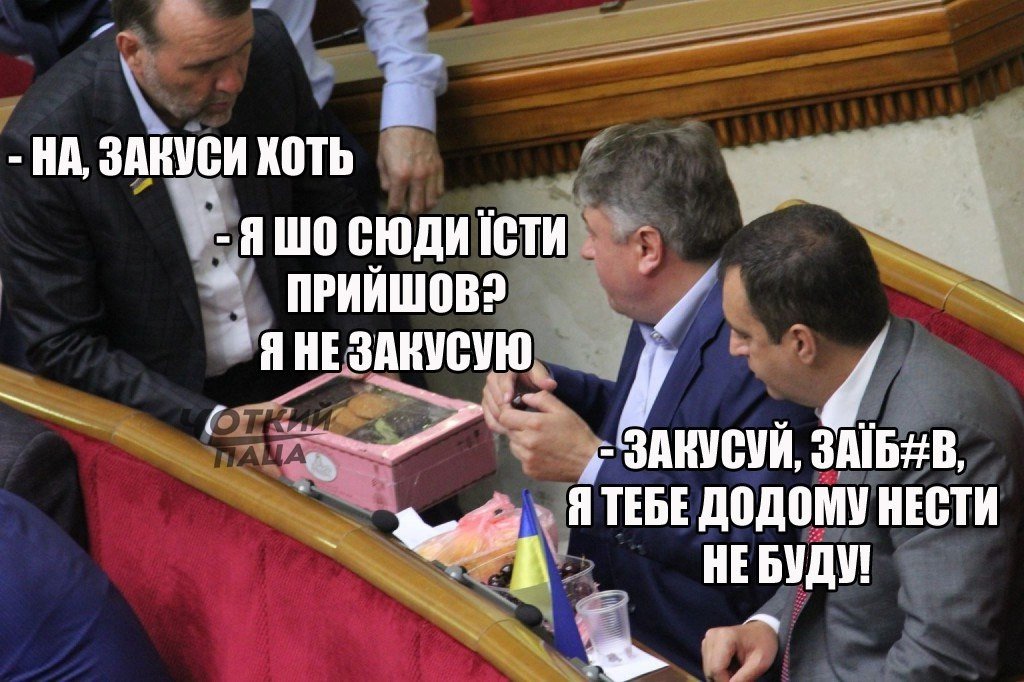 - НА, ЗАКУСИ ХОТЬ
- Я ШО СЮДИ ЇСТИ
ПРИЙШОВ?
Я НЕ ЗАКУСУЮ
ЧОТКИЙ
ПАЦА
- ЗАКУСУЙ, ЗАЇБ#В,
Я ТЕБЕ ДОДОМУ НЕСТИ
НЕ БУДУ!